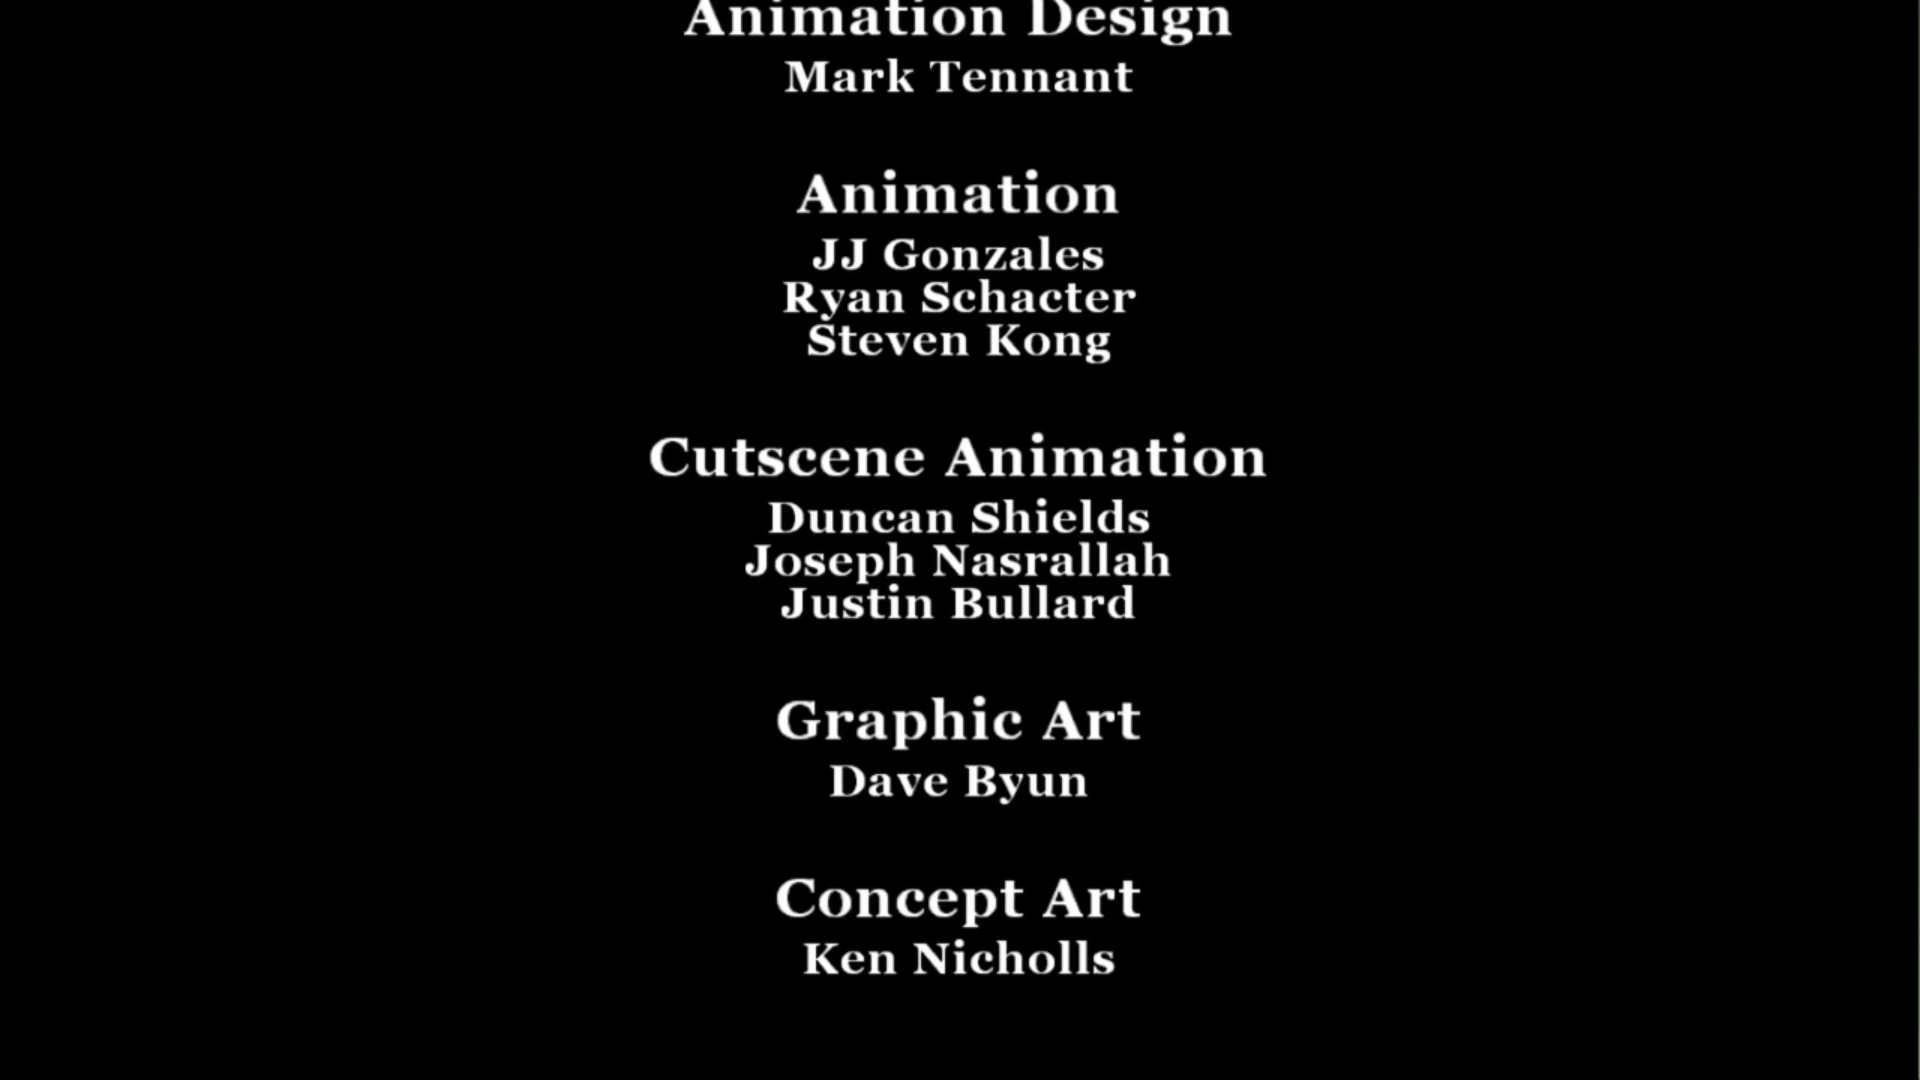 Animation Design
Mark Tennant
Animation
JJ Gonzales
Ryan Schacter
Steven Kong
Cutscene Animation
Duncan Shields
Joseph Nasrallah
Justin Bullard
Graphic Art
Dave Byun
Concept Art
Ken Nicholls